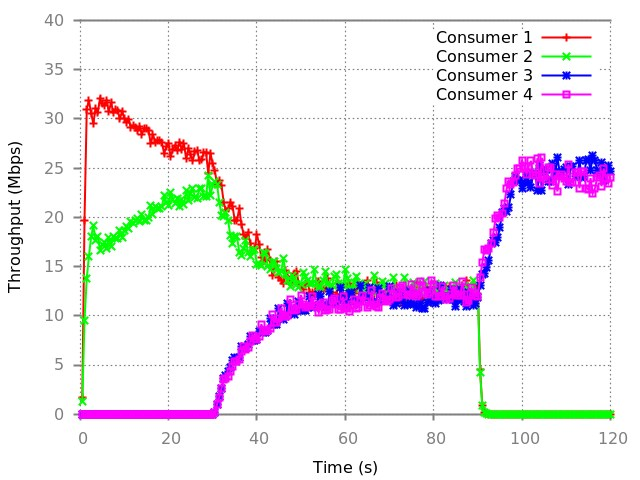 40
35
30
25
20
15
10
5
0
Throughput (Mbps)
Consumer 1
Consumer 2
Consumer 3
Consumer 4
0 20 40 60 80 100 120
Time (s)